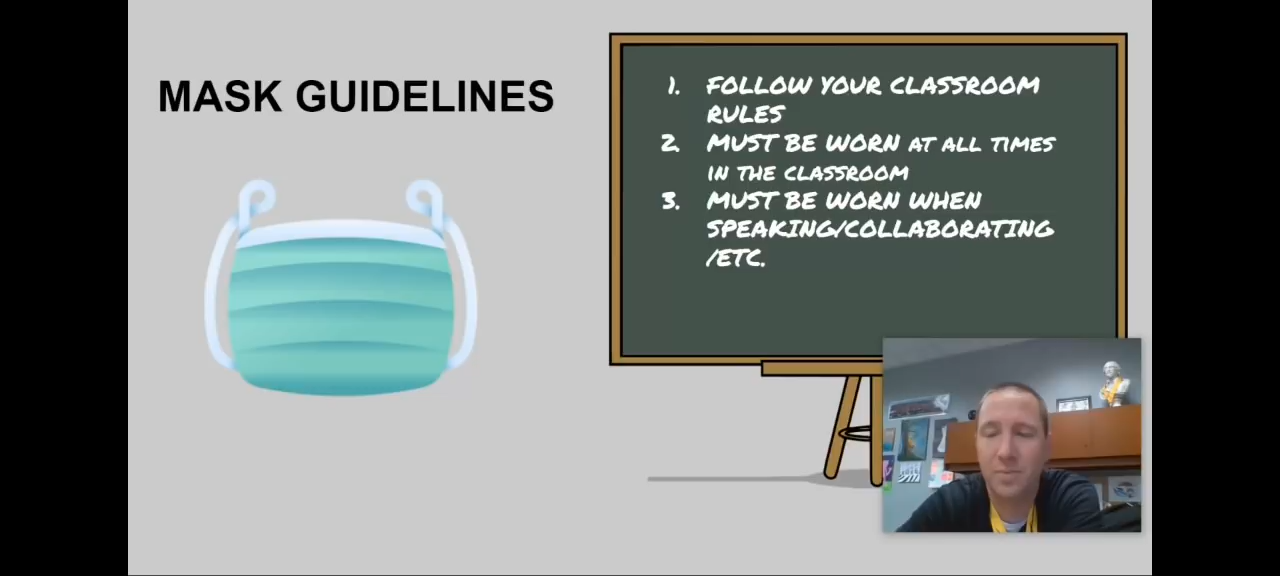 MASK GUIDELINES
1. FOLLOW YOUR CLASSROOM
RULES
2. MUST BE WORN AT ALL TIMES
IN THE CLASSROOM
3. MUST BE WORN WHEN
SPEAKING/COLLABORATING
/ETC.